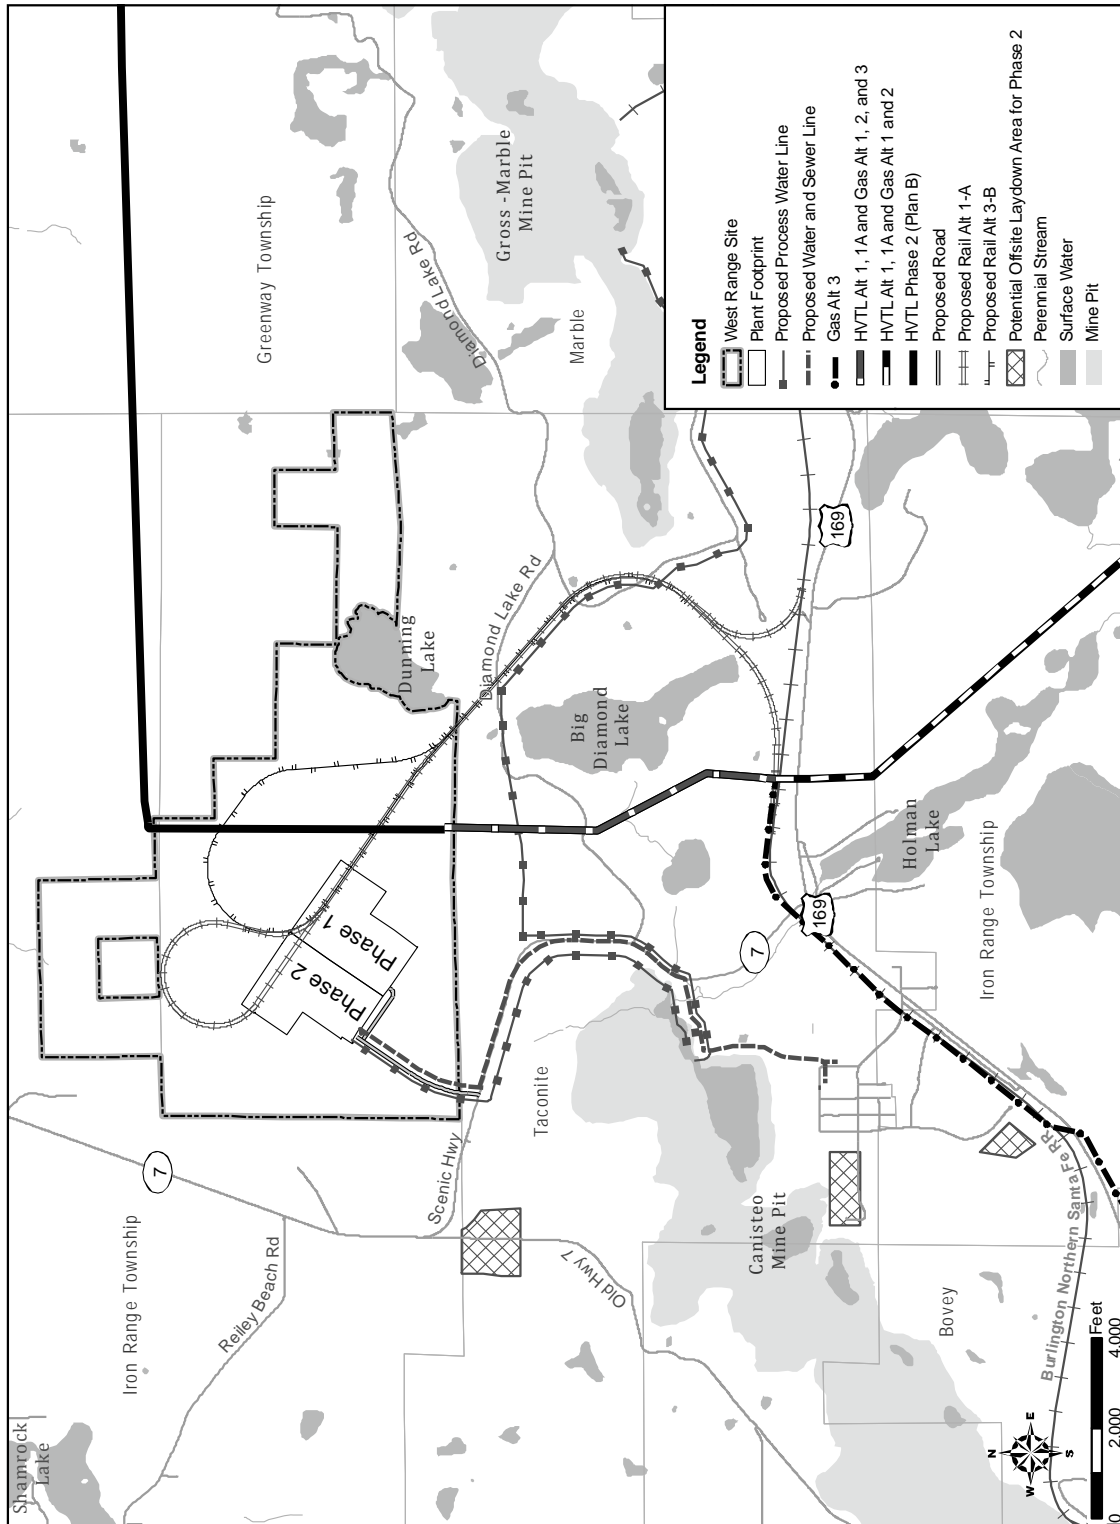 Shamrock
Lake
Iron Range Township
Reiley Beach Rd
7
Scenic Hwy
Old Hwy 7
Taconite
Canisteo
Mine Pit
Bovey
Burlington Northern Santa Fe RR
Phase 2
Phase 1
Dunning
Lake
Diamond Lake Rd
Big
Diamond
Lake
Greenway Township
Diamond Lake Rd
Gross -Marble
Mine Pit
Marble
169
7
169
Holman
Lake
Iron Range Township
N
E
S
W
0
2,000
4,000
Feet
Legend
West Range Site
Plant Footprint
Proposed Process Water Line
Proposed Water and Sewer Line
Gas Alt 3
HVTL Alt 1, 1A and Gas Alt 1, 2, and 3
HVTL Alt 1, 1A and Gas Alt 1 and 2
HVTL Phase 2 (Plan B)
Proposed Road
Proposed Rail Alt 1-A
Proposed Rail Alt 3-B
Potential Offsite Laydown Area for Phase 2
Perennial Stream
Surface Water
Mine Pit